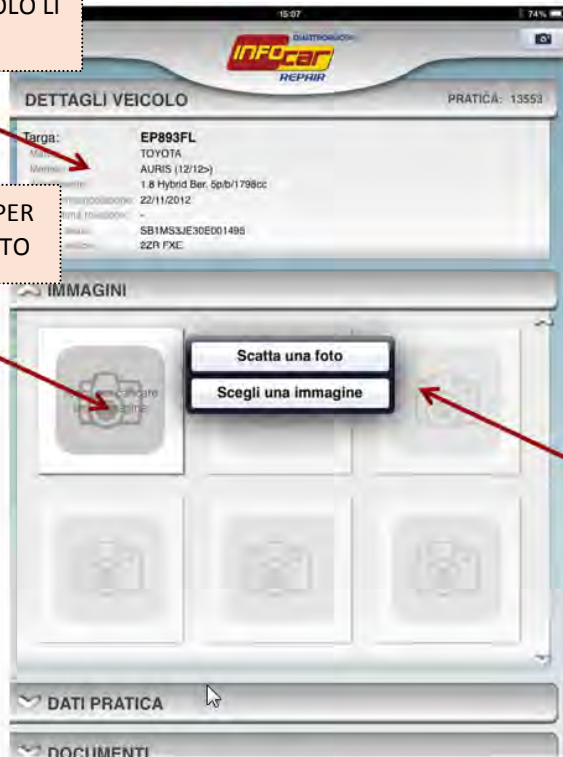 OLO LI
15:07
74%
QUATTRORUOTE
INFOcar
REPAIR
DETTAGLI VEICOLO
PRATICA: 13553
Targa: EP893FL
TOYOTA
AURIS (12/12>)
1.8 Hybrid Ber. 5p/b/1798cc
22/11/2012
-
SB1MS3JE30E001495
2ZR FXE
PER
TO
IMMAGINI
Scatta una foto
Scegli una immagine
DATI PRATICA
DOCUMENTI